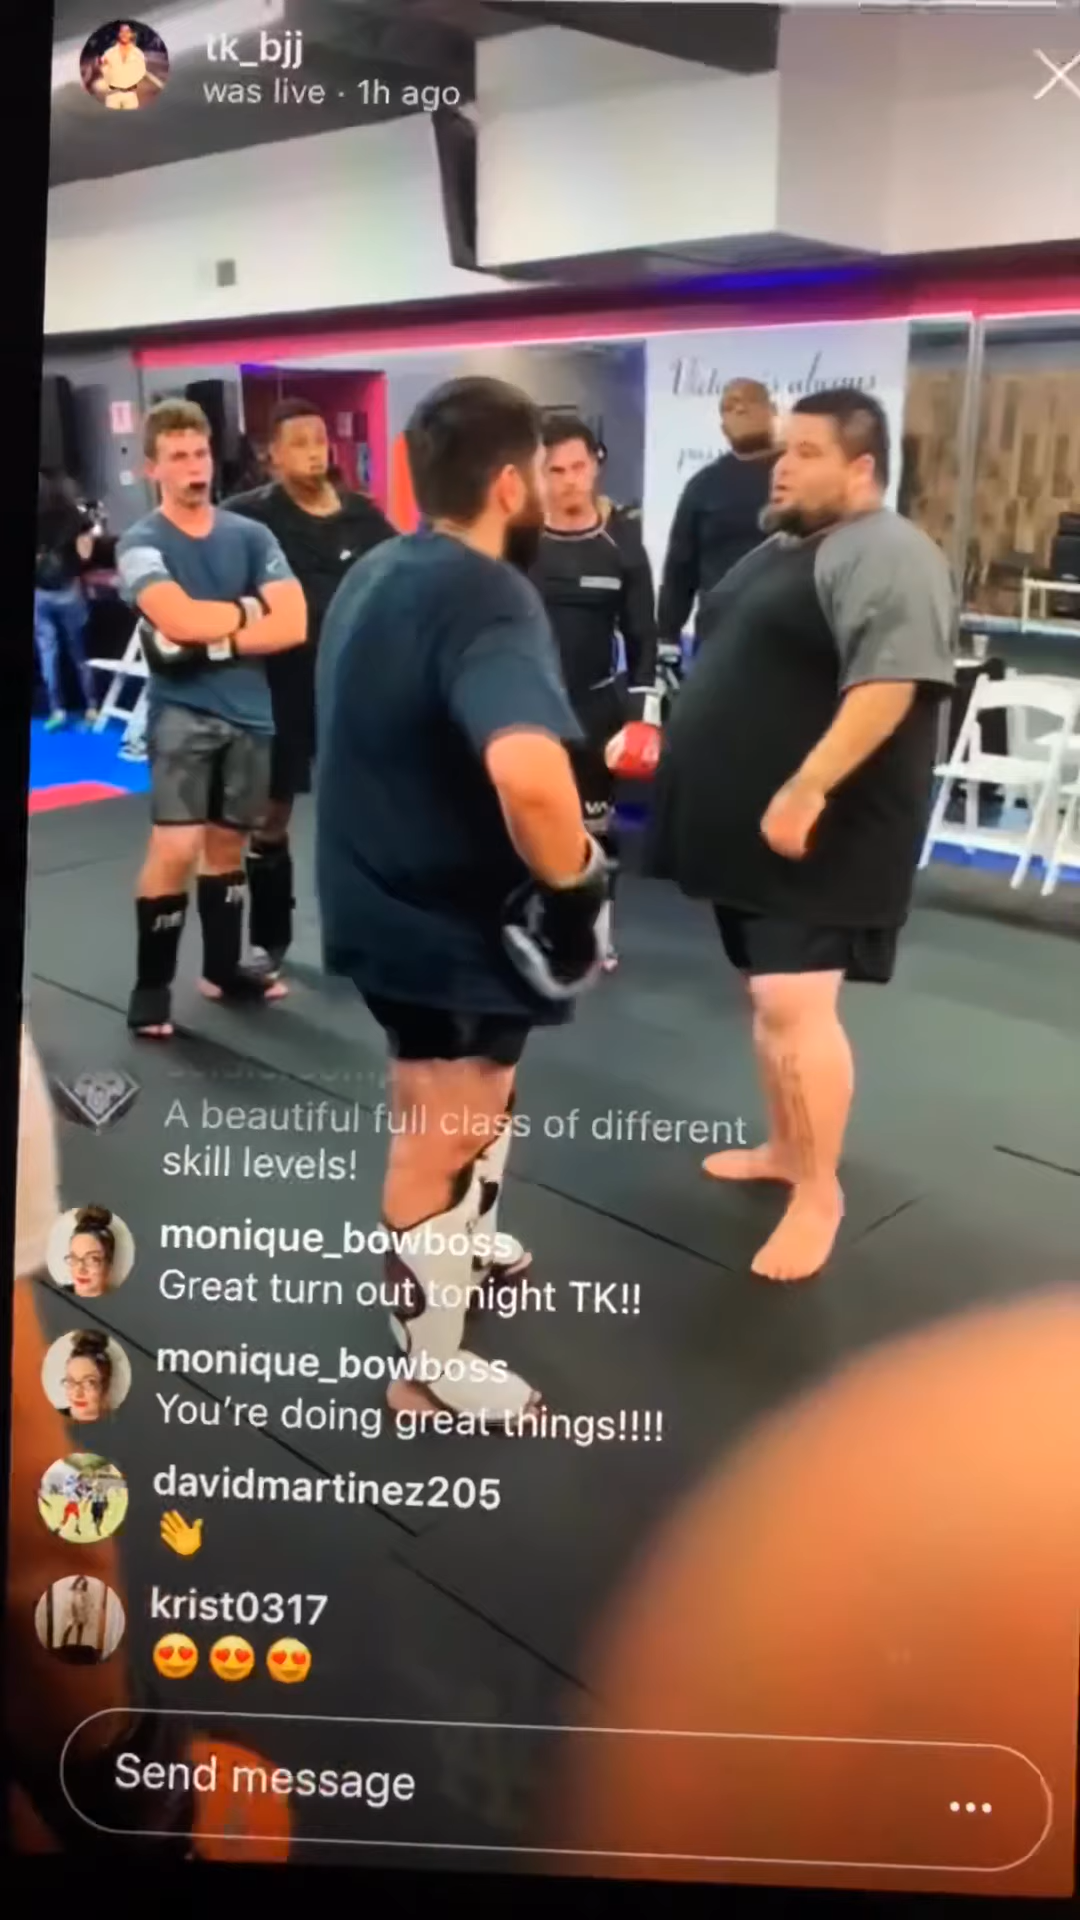 tk_bjj
was live · 1h ago
always
A beautiful full class of different
skill levels!
monique_bowboss
Great turn out tonight TK!!
monique_bowboss
You're doing great things!!!!
davidmartinez205
👋
krist0317
😍😍😍
Send message